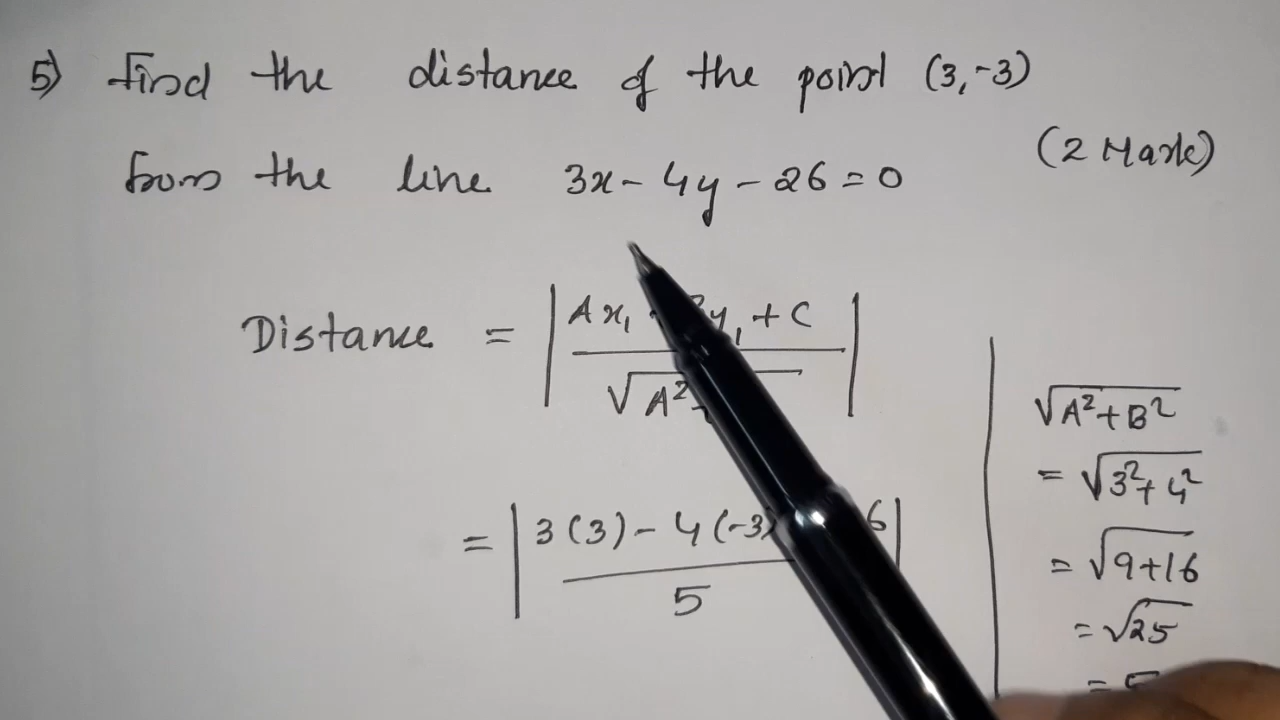 5) Find the distance of the point (3,-3)
from the line 3x - 4y - 26 = 0
(2 Mark)
Distance = | Ax₁ y₁ + C |
√A²
= | 3(3) - 4(-3) 6 |
5
√A²+B²
= √3²+4²
= √9+16
= √25
= 5